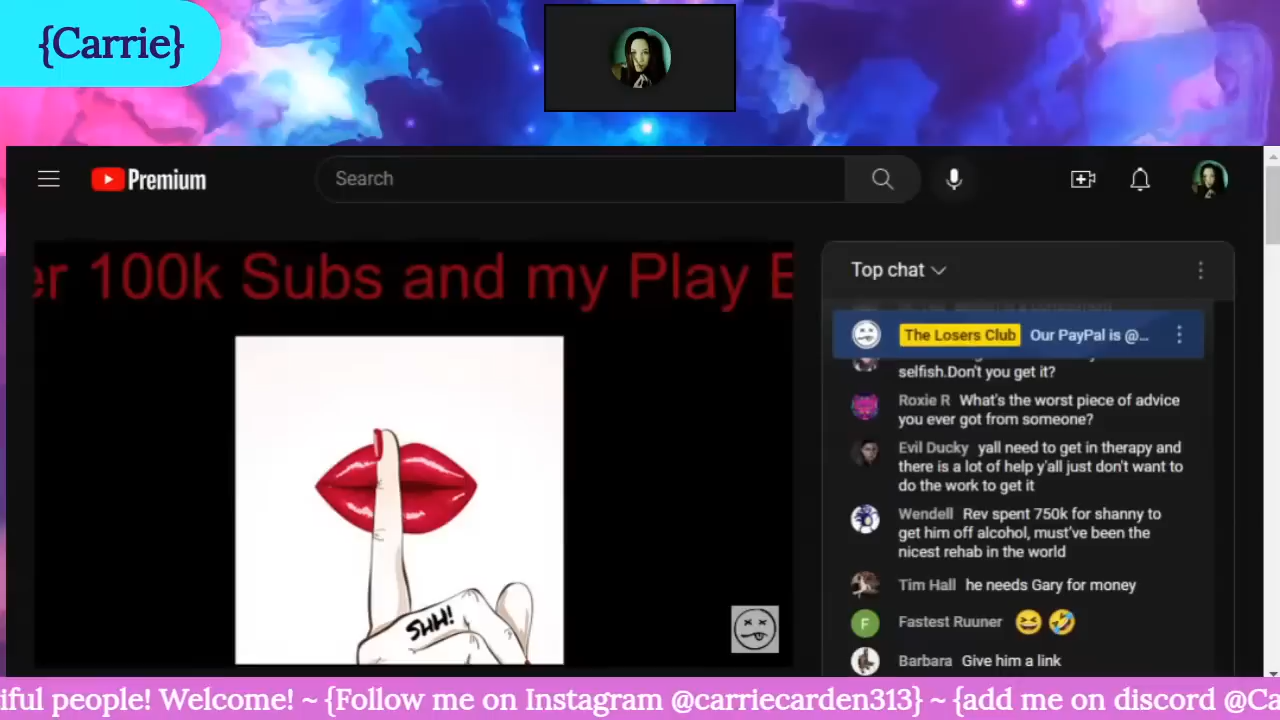 {Carrie}
Premium
Search
er 100k Subs and my Play
SHH!
Top chat
The Losers Club Our PayPal is @...
selfish.Don't you get it?
Roxie R What's the worst piece of advice
you ever got from someone?
Evil Ducky yall need to get in therapy and
there is a lot of help y'all just don't want to
do the work to get it
Wendell Rev spent 750k for shanny to
get him off alcohol, must've been the
nicest rehab in the world
Tim Hall he needs Gary for money
F Fastest Ruuner
Barbara Give him a link
iful people! Welcome! ~ {Follow me on Instagram @carriecarden313} ~ {add me on discord @Ca